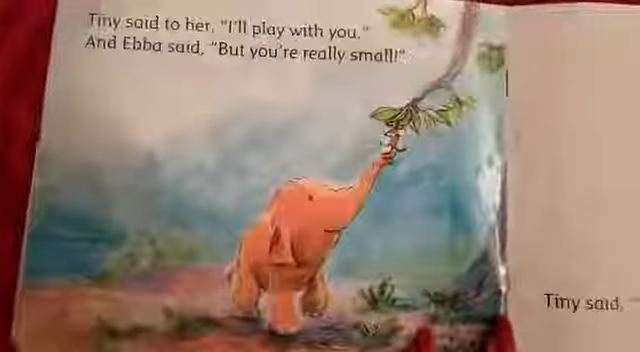 Tiny said to her, "I'll play with you."
And Ebba said, "But you're really small!"
Tiny said, "